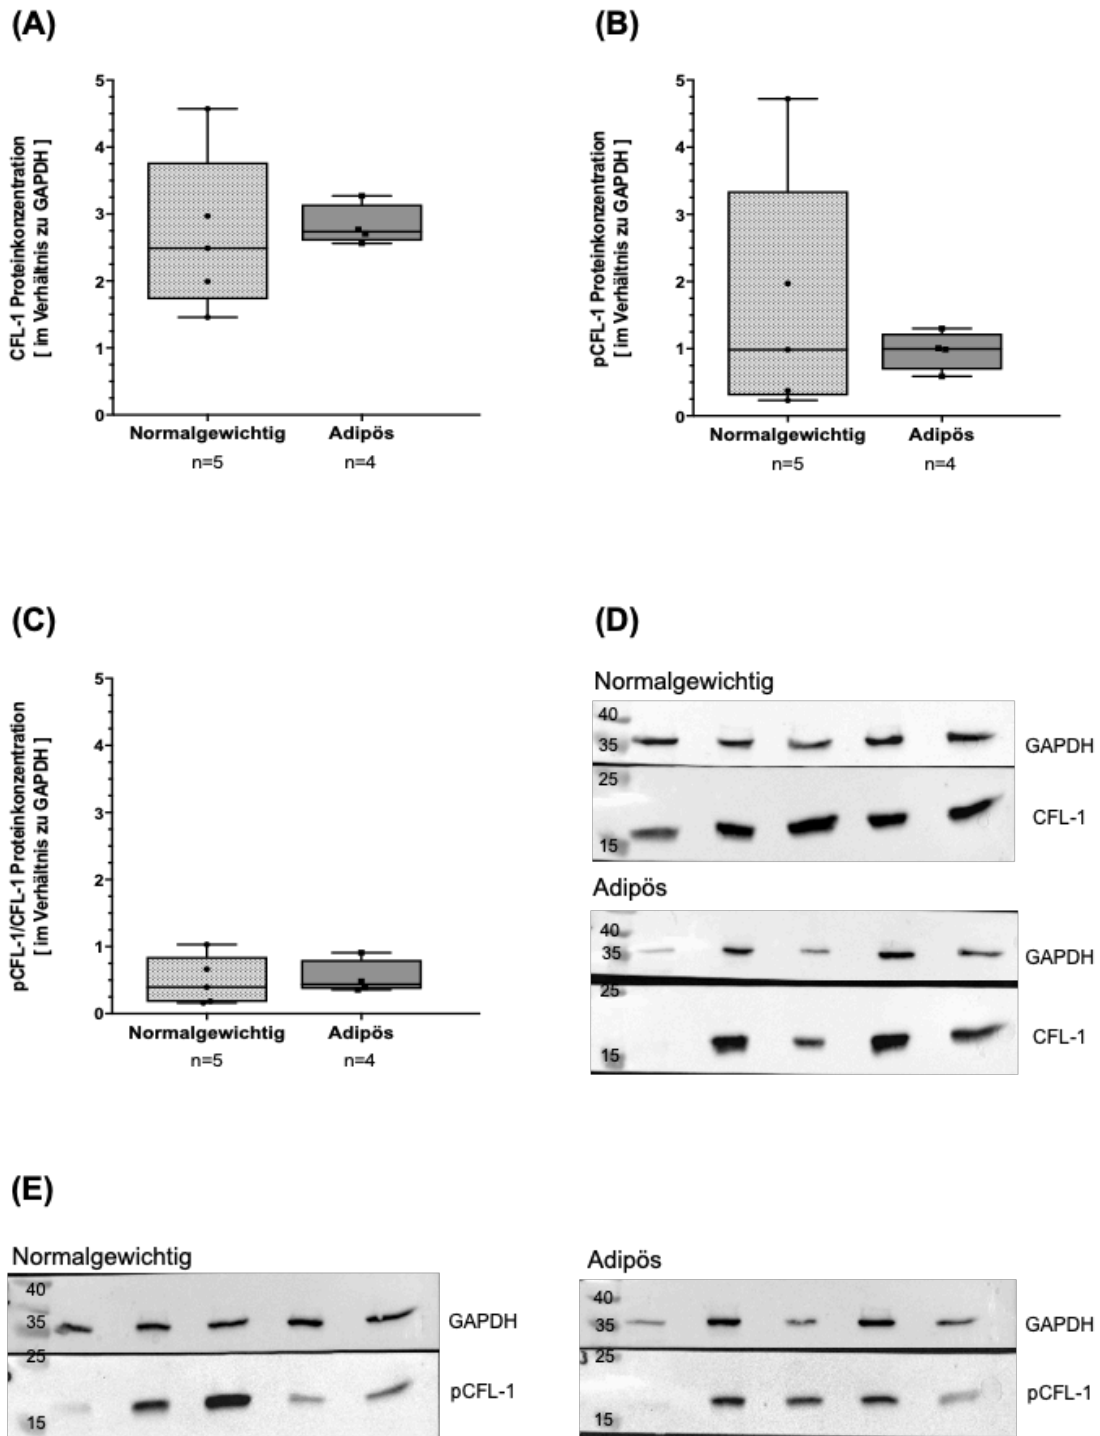 (A)
CFL-1 Proteinkonzentration
[ im Verhältnis zu GAPDH ]
5
4
3
2
1
0
Normalgewichtig Adipös
n=5 n=4
(B)
pCFL-1 Proteinkonzentration
[ im Verhältnis zu GAPDH ]
5
4
3
2
1
0
Normalgewichtig Adipös
n=5 n=4
(C)
pCFL-1/CFL-1 Proteinkonzentration
[ im Verhältnis zu GAPDH ]
5
4
3
2
1
0
Normalgewichtig Adipös
n=5 n=4
(D)
Normalgewichtig
40
35 GAPDH
25
CFL-1
15
Adipös
40
35 GAPDH
25
CFL-1
15
(E)
Normalgewichtig
40
35 GAPDH
25
pCFL-1
15
Adipös
40
35 GAPDH
25
3
pCFL-1
15